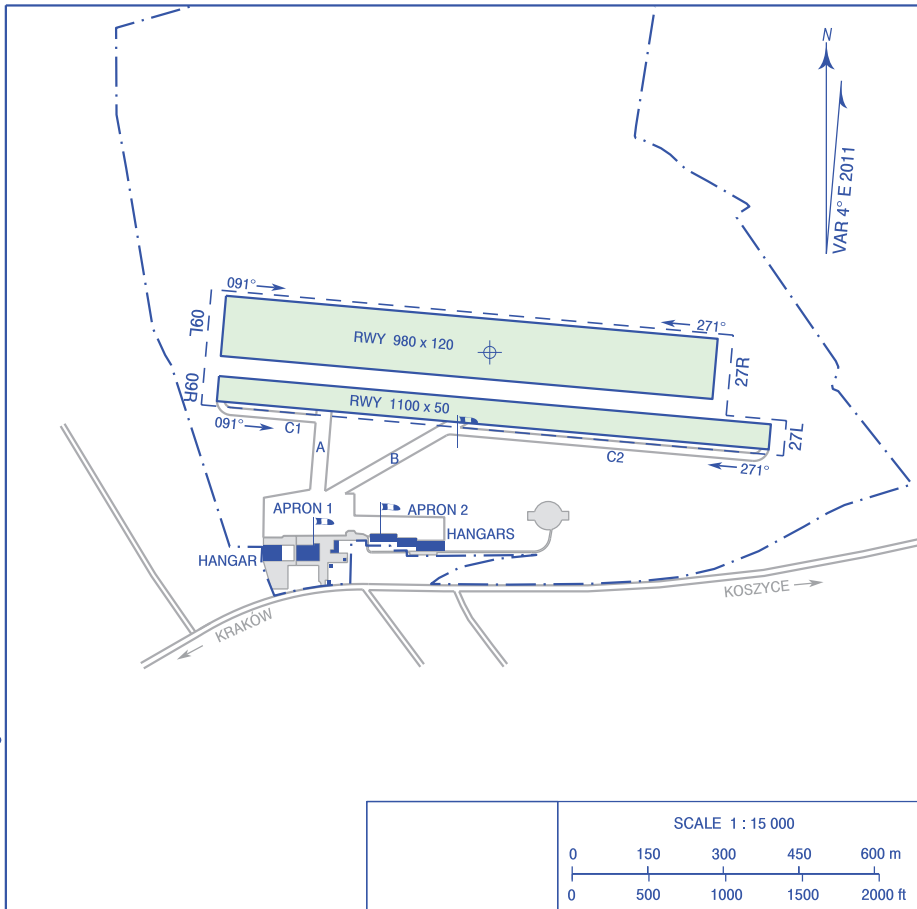 N
VAR 4° E 2011
091°
271°
09L
RWY 980 x 120
27R
09R
RWY 1100 x 50
27L
091°
C1
A
B
C2
271°
APRON 1
APRON 2
HANGARS
HANGAR
KOSZYCE
KRAKÓW
SCALE 1 : 15 000
0 150 300 450 600 m
0 500 1000 1500 2000 ft